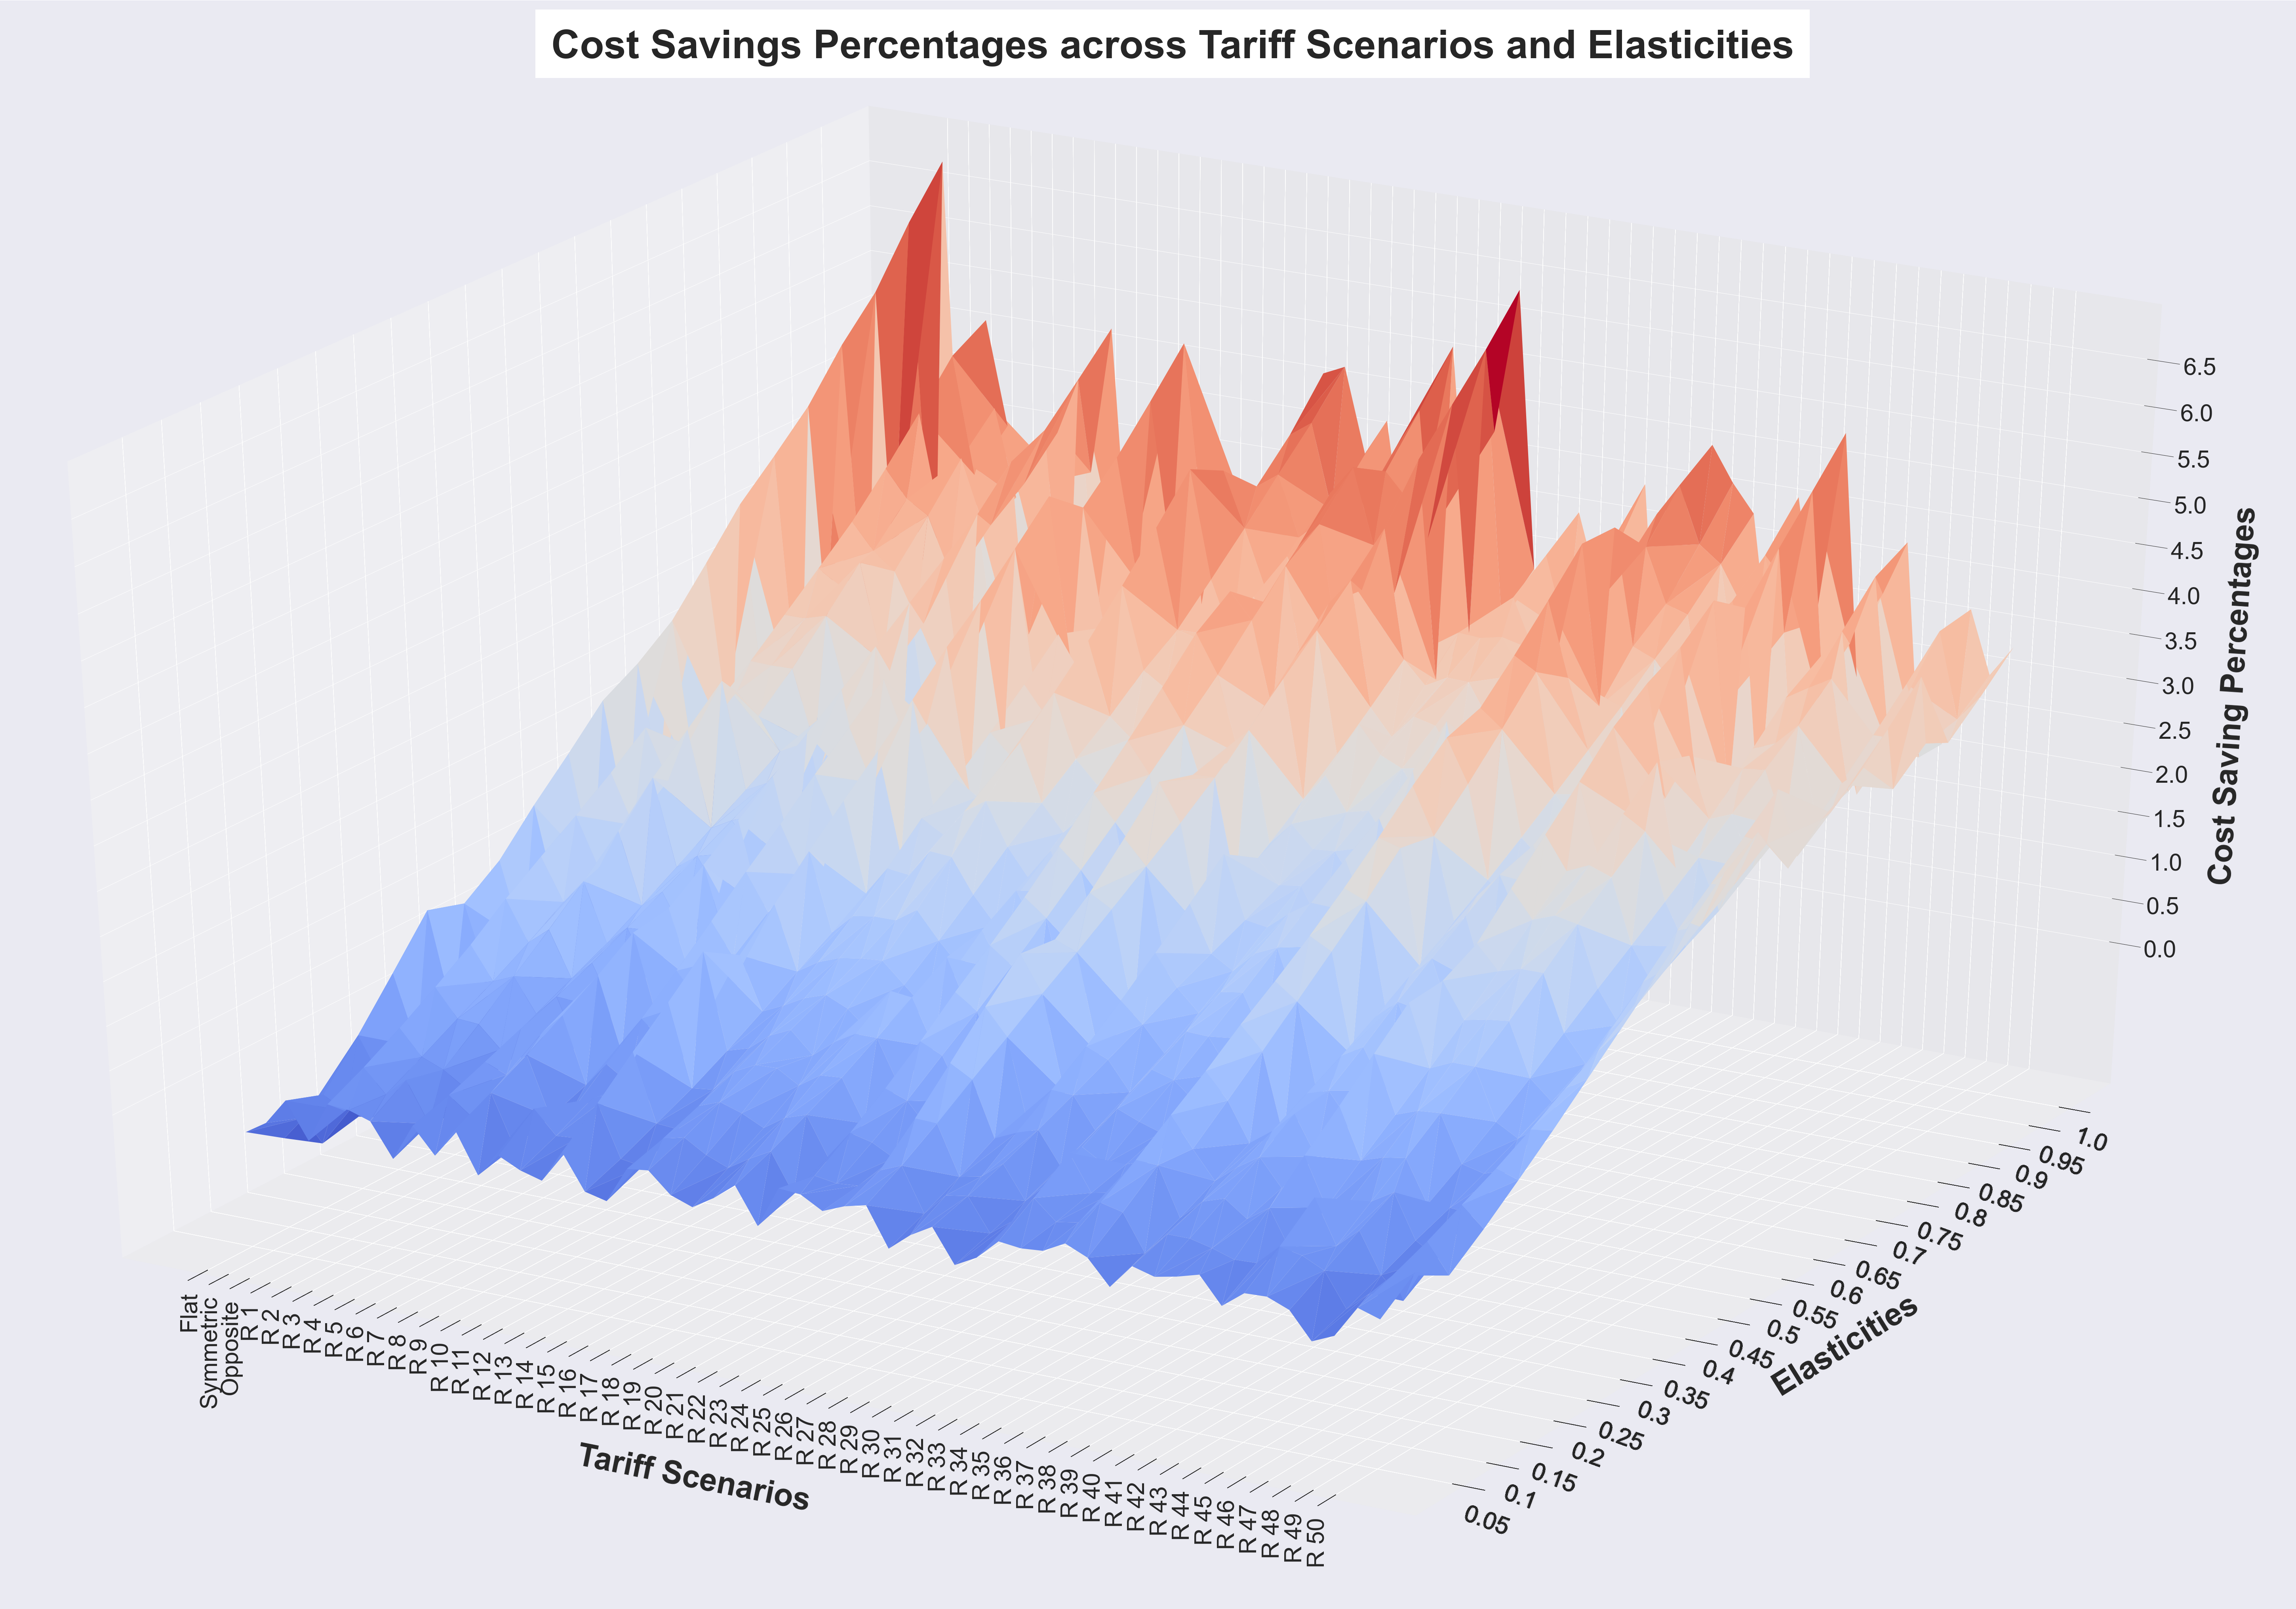 Cost Savings Percentages across Tariff Scenarios and Elasticities
6.5
6.0
5.5
5.0
4.5
4.0
3.5
3.0
2.5
2.0
1.5
1.0
0.5
0.0
Cost Saving Percentages
1.0
0.95
0.9
0.85
0.8
0.75
0.7
0.65
0.6
0.55
0.5
0.45
0.4
0.35
0.3
0.25
0.2
0.15
0.1
0.05
Elasticities
Flat
Symmetric
Opposite
R 1
R 2
R 3
R 4
R 5
R 6
R 7
R 8
R 9
R 10
R 11
R 12
R 13
R 14
R 15
R 16
R 17
R 18
R 19
R 20
R 21
R 22
R 23
R 24
R 25
R 26
R 27
R 28
R 29
R 30
R 31
R 32
R 33
R 34
R 35
R 36
R 37
R 38
R 39
R 40
R 41
R 42
R 43
R 44
R 45
R 46
R 47
R 48
R 49
R 50
Tariff Scenarios